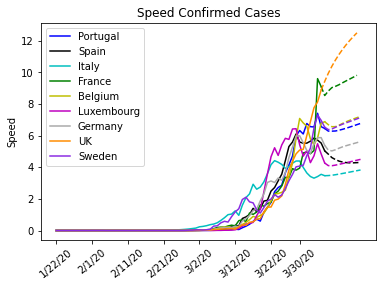 Speed Confirmed Cases
Speed
12
10
8
6
4
2
0
Portugal
Spain
Italy
France
Belgium
Luxembourg
Germany
UK
Sweden
1/22/20
2/1/20
2/11/20
2/21/20
3/2/20
3/12/20
3/22/20
3/30/20